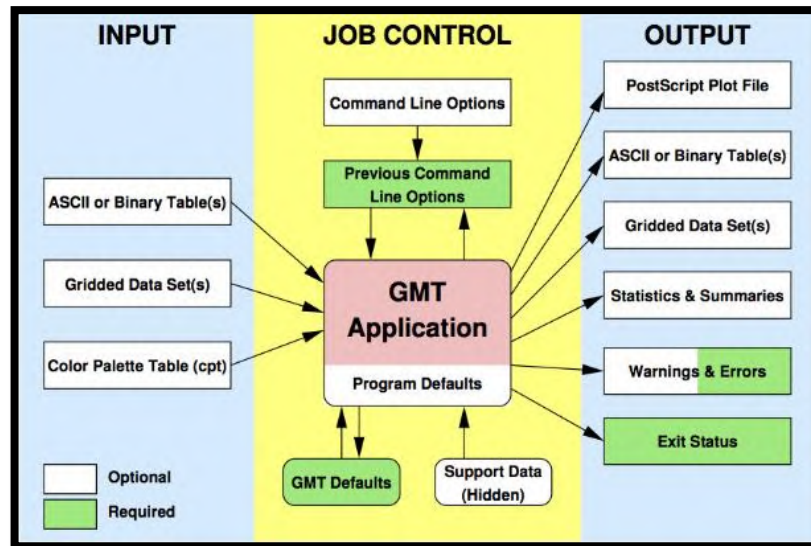 INPUT
JOB CONTROL
OUTPUT
Command Line Options
Previous Command
Line Options
ASCII or Binary Table(s)
Gridded Data Set(s)
Color Palette Table (cpt)
GMT
Application
Program Defaults
GMT Defaults
Support Data
(Hidden)
PostScript Plot File
ASCII or Binary Table(s)
Gridded Data Set(s)
Statistics & Summaries
Warnings & Errors
Exit Status
Optional
Required